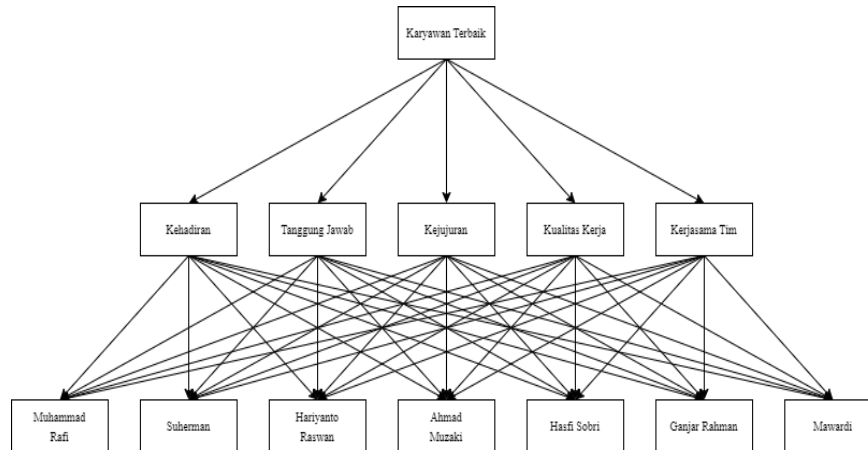 Karyawan Terbaik
Kehadiran
Tanggung Jawab
Kejujuran
Kualitas Kerja
Kerjasama Tim
Muhammad
Rafi
Suherman
Hariyanto
Raswan
Ahmad
Muzaki
Hasfi Sobri
Ganjar Rahman
Mawardi